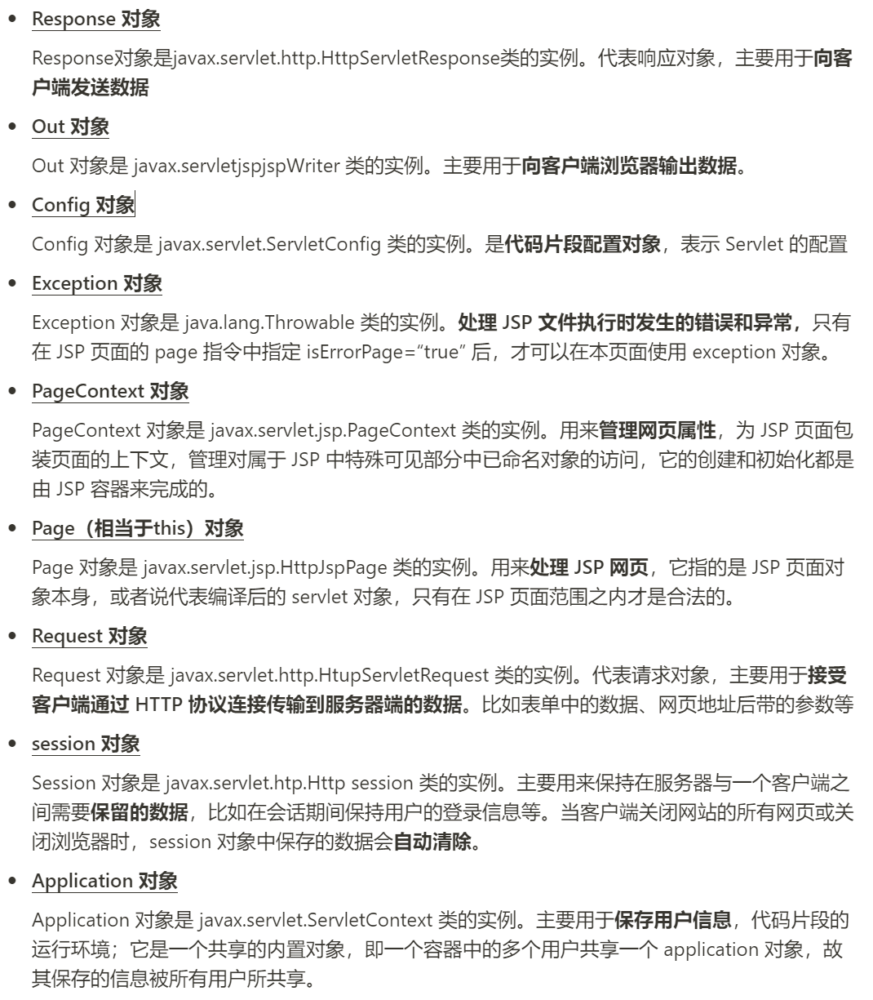 Response 对象
Response对象是javax.servlet.http.HttpServletResponse类的实例。代表响应对象，主要用于向客
户端发送数据
Out 对象
Out 对象是 javax.servletjspjspWriter 类的实例。主要用于向客户端浏览器输出数据。
Config 对象
Config 对象是 javax.servlet.ServletConfig 类的实例。是代码片段配置对象，表示 Servlet 的配置
Exception 对象
Exception 对象是 java.lang.Throwable 类的实例。处理 JSP 文件执行时发生的错误和异常，只有
在 JSP 页面的 page 指令中指定 isErrorPage=“true” 后，才可以在本页面使用 exception 对象。
PageContext 对象
PageContext 对象是 javax.servlet.jsp.PageContext 类的实例。用来管理网页属性，为 JSP 页面包
装页面的上下文，管理对属于 JSP 中特殊可见部分中已命名对象的访问，它的创建和初始化都是
由 JSP 容器来完成的。
Page（相当于this）对象
Page 对象是 javax.servlet.jsp.HttpJspPage 类的实例。用来处理 JSP 网页，它指的是 JSP 页面对
象本身，或者说代表编译后的 servlet 对象，只有在 JSP 页面范围之内才是合法的。
Request 对象
Request 对象是 javax.servlet.http.HtupServletRequest 类的实例。代表请求对象，主要用于接受
客户端通过 HTTP 协议连接传输到服务器端的数据。比如表单中的数据、网页地址后带的参数等
session 对象
Session 对象是 javax.servlet.htp.Http session 类的实例。主要用来保持在服务器与一个客户端之
间需要保留的数据，比如在会话期间保持用户的登录信息等。当客户端关闭网站的所有网页或关
闭浏览器时，session 对象中保存的数据会自动清除。
Application 对象
Application 对象是 javax.servlet.ServletContext 类的实例。主要用于保存用户信息，代码片段的
运行环境；它是一个共享的内置对象，即一个容器中的多个用户共享一个 application 对象，故
其保存的信息被所有用户所共享。